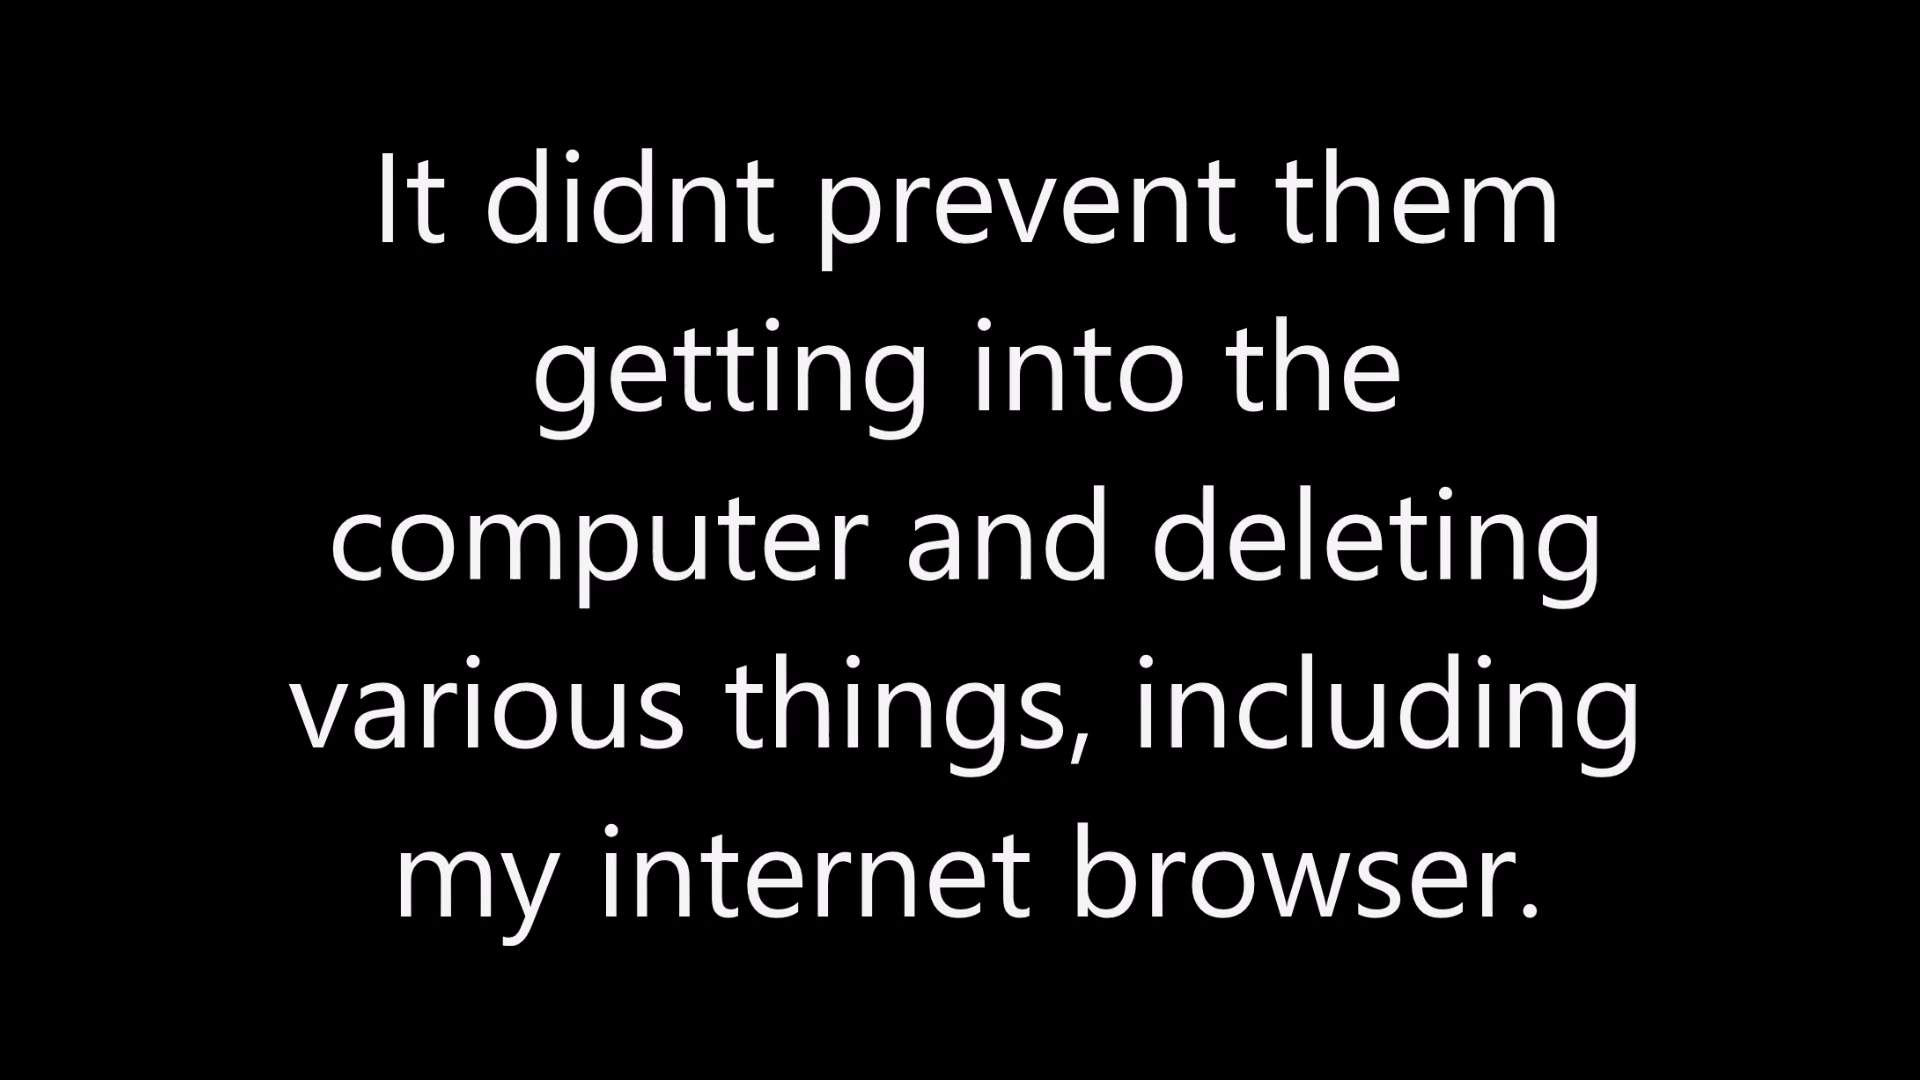 It didnt prevent them
getting into the
computer and deleting
various things, including
my internet browser.